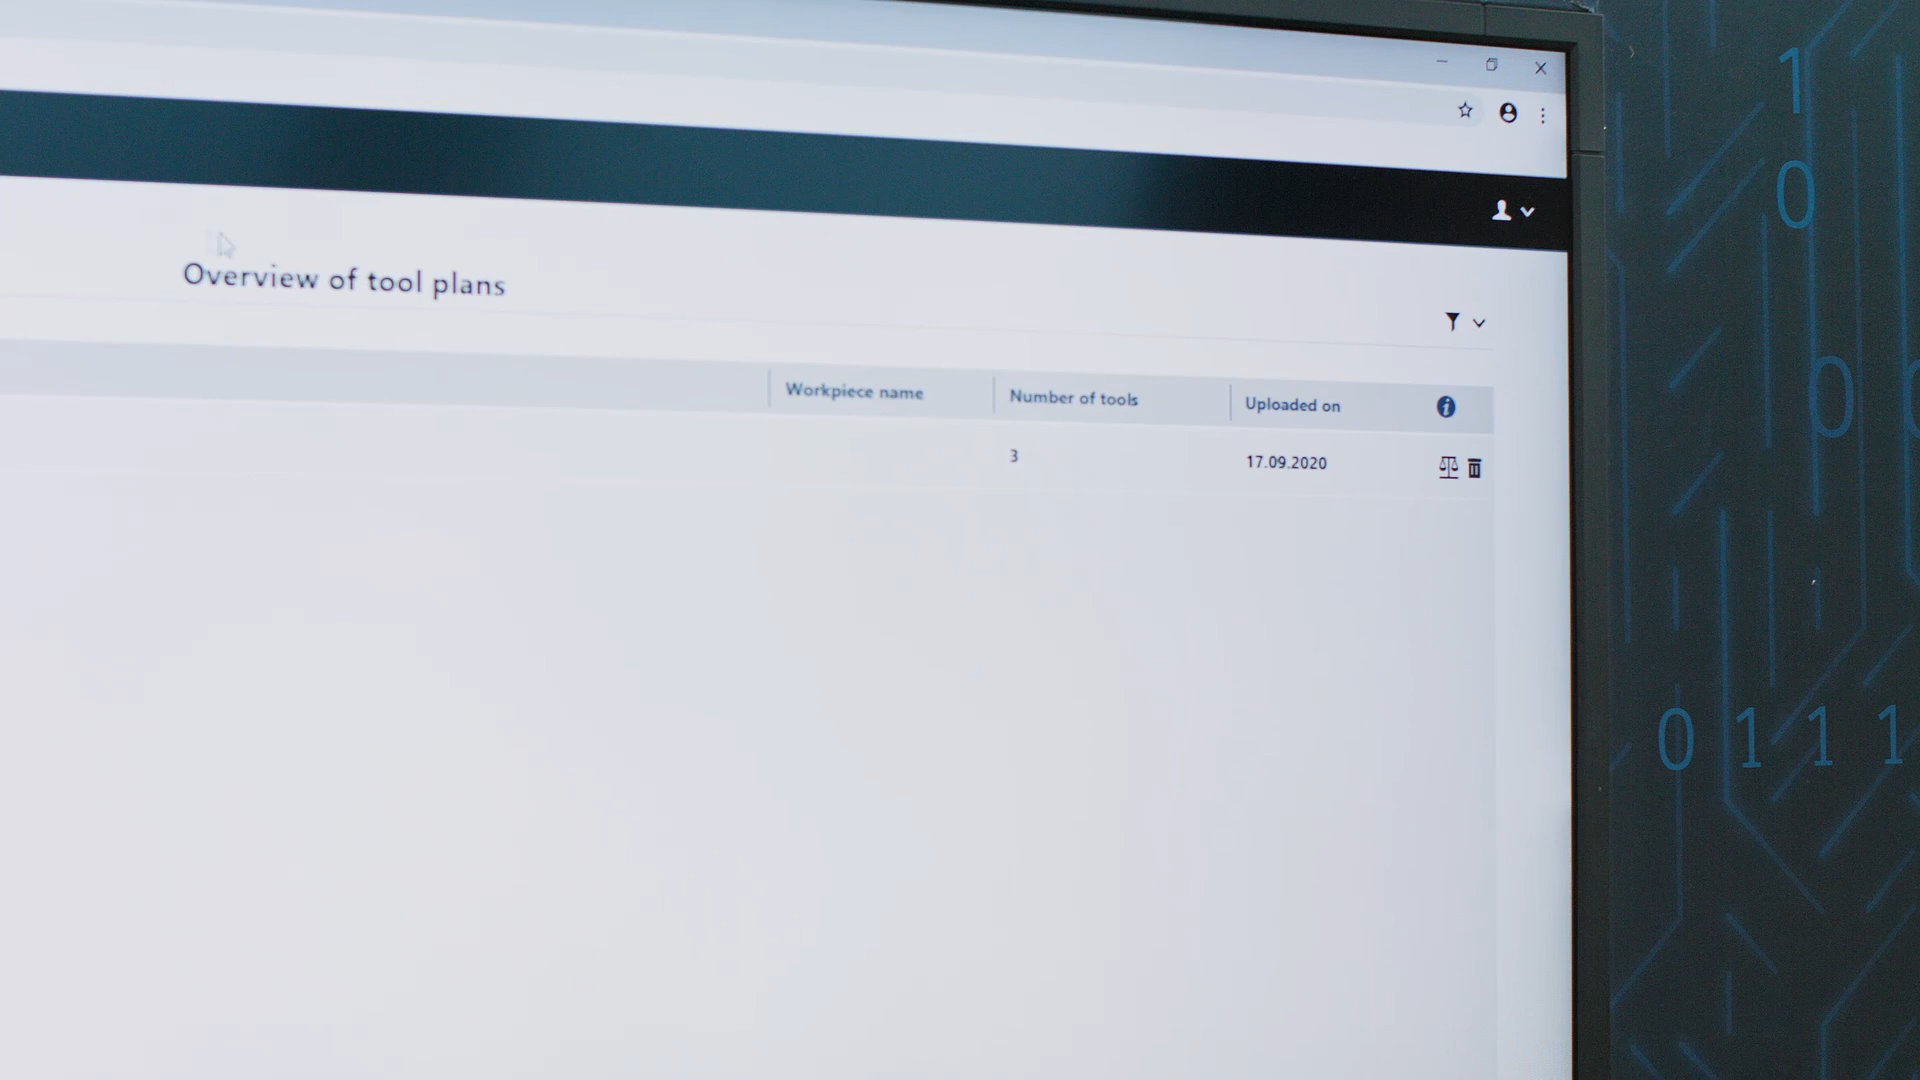 Overview of tool plans
Workpiece name
Number of tools
Uploaded on
3
17.09.2020
1
0
0
0 1 1 1